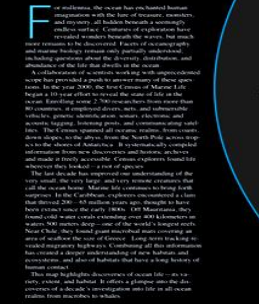 For millennia, the ocean has enchanted human
imagination with the lure of treasure, monsters,
and mystery, all hidden beneath a seemingly
endless surface. Centuries of exploration have
revealed wonders beneath the waves, but much
more remains to be discovered. Facets of oceanography
and marine biology remain only partially understood,
including questions about the diversity, distribution, and
abundance of the life that dwells in the ocean.
A collaboration of scientists working with unprecedented
scope has provided a push to answer many of these ques-
tions. In the year 2000, the first Census of Marine Life
began a 10-year effort to reveal the state of life in the
ocean. Enrolling some 2,700 researchers from more than
80 countries, it employed divers, nets, and submersible
vehicles, genetic identification, sonars, electronic and
acoustic tagging, listening posts, and communicating satel-
lites. The Census spanned all oceanic realms, from coasts,
down slopes, to the abyss, from the North Pole across trop-
ics to the shores of Antarctica. It systematically compiled
information from new discoveries and historic archives
and made it freely accessible. Census explorers found life
wherever they looked—a riot of species.
The last decade has improved our understanding of the
very small, the very large, and very remote creatures that
call the ocean home. Marine life continues to bring forth
surprises. In the Caribbean, explorers encountered a clam
that thrived 200– 65 million years ago, thought to have
been extinct since the early 1800s. Off Mauritania, they
found cold-water corals extending over 400 kilometers in
waters 500 meters deep—one of the world's longest reefs.
Near Chile, they found giant microbial mats covering an
area of seafloor the size of Greece. Long-term tracking re-
vealed migratory highways. Combining all this information
has created a deeper understanding of new habitats and
ecosystems, and also of habitats that have a long history of
human contact.
This map highlights discoveries of ocean life—its va-
riety, extent, and habitat. It offers a glimpse into the dis-
coveries of a decade's investigation into life in all ocean
realms from microbes to whales.